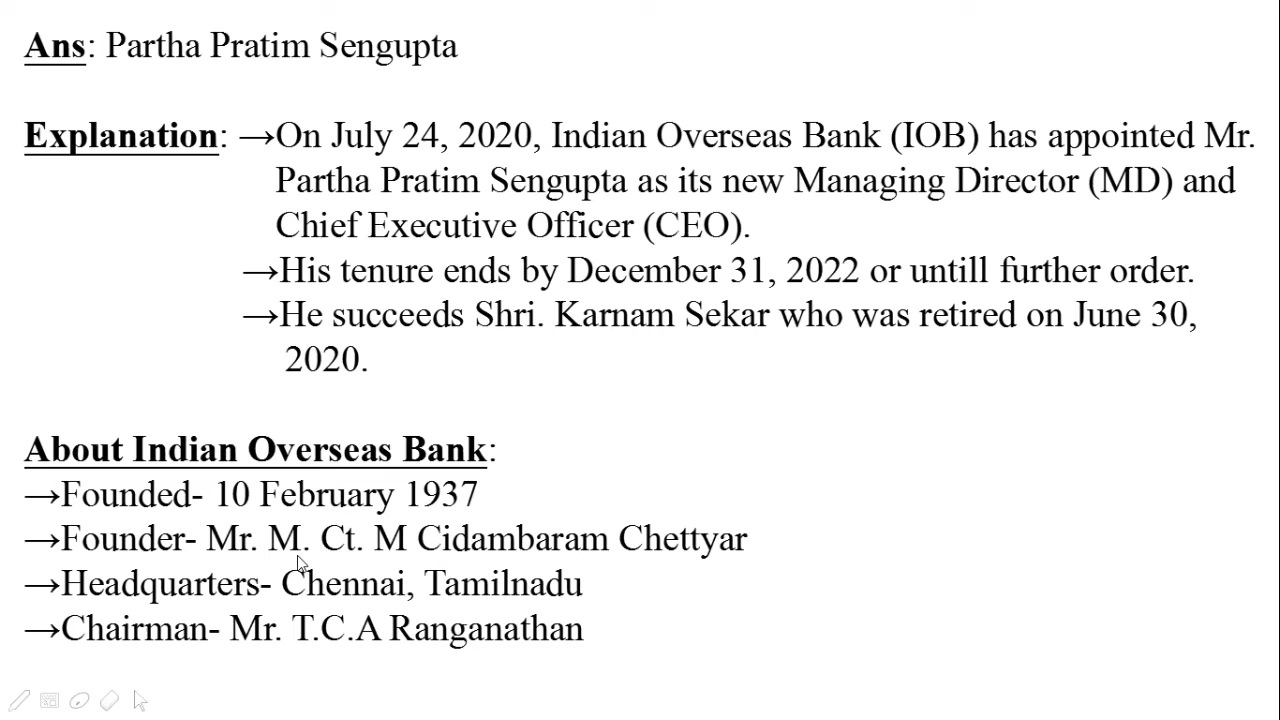 Ans: Partha Pratim Sengupta
Explanation: →On July 24, 2020, Indian Overseas Bank (IOB) has appointed Mr.
Partha Pratim Sengupta as its new Managing Director (MD) and
Chief Executive Officer (CEO).
→His tenure ends by December 31, 2022 or untill further order.
→He succeeds Shri. Karnam Sekar who was retired on June 30,
2020.
About Indian Overseas Bank:
→Founded- 10 February 1937
→Founder- Mr. M. Ct. M Cidambaram Chettyar
→Headquarters- Chennai, Tamilnadu
→Chairman- Mr. T.C.A Ranganathan